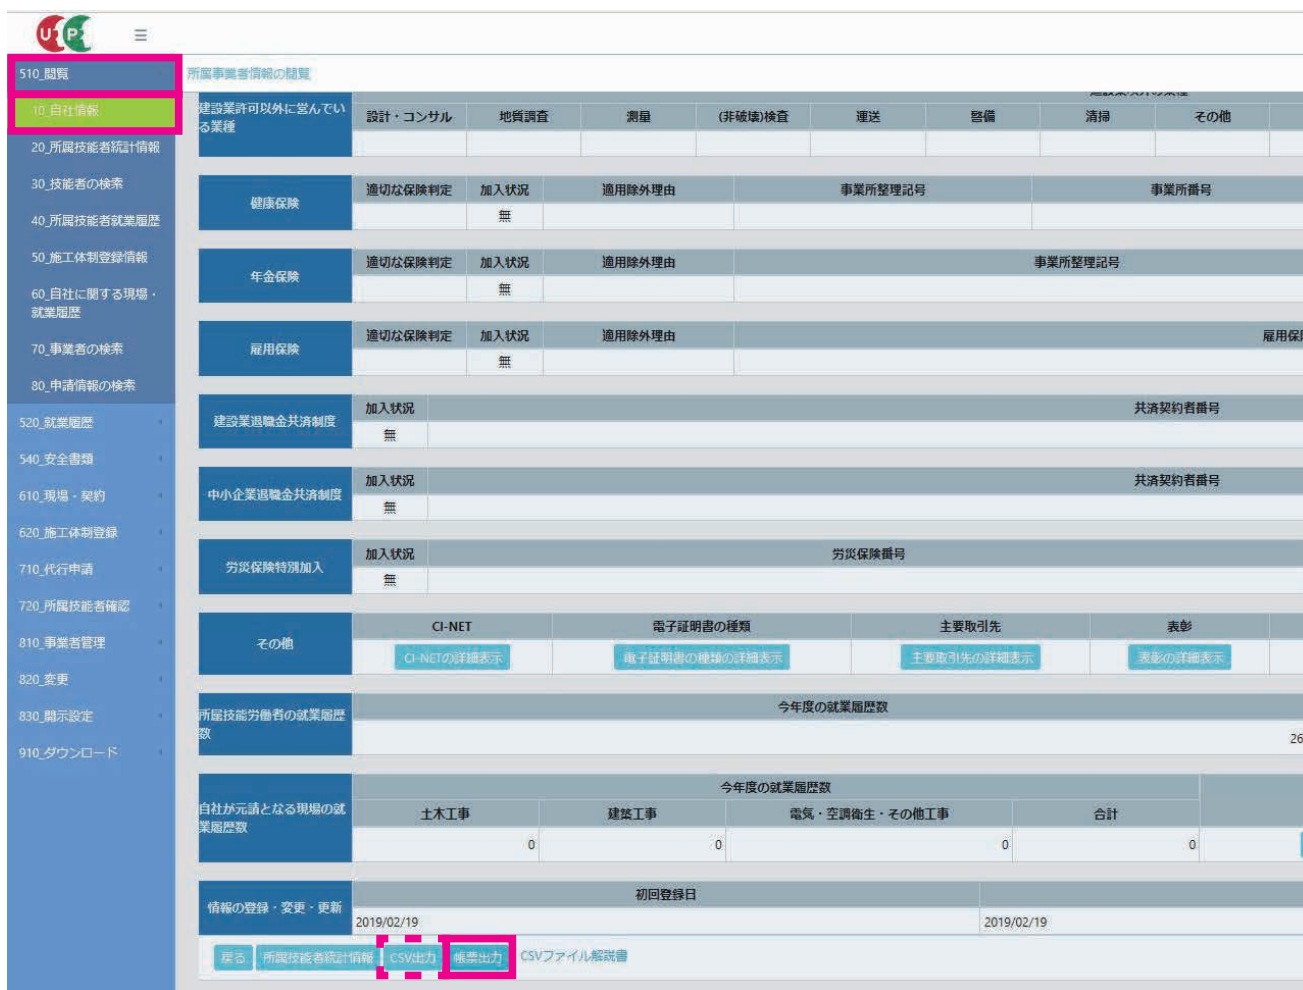 UP
510_閲覧
10_自社情報
20_所属技能者統計情報
30_技能者の検索
40_所属技能者就業履歴
50_施工体制登録情報
60_自社に関する現場・
就業履歴
70_事業者の検索
80_申請情報の検索
520_就業履歴
540_安全書類
610_現場・契約
620_施工体制登録
710_代行申請
720_所属技能者確認
810_事業者管理
820_変更
830_開示設定
910_ダウンロード
所属事業者情報の閲覧
建設業許可以外に営んでい
る業種
設計・コンサル 地質調査 測量 (非破壊)検査 運送 警備 清掃 その他
健康保険
適切な保険判定 加入状況 適用除外理由 事業所整理記号 事業所番号
無
年金保険
適切な保険判定 加入状況 適用除外理由 事業所整理記号
無
雇用保険
適切な保険判定 加入状況 適用除外理由 雇用保険
無
建設業退職金共済制度
加入状況 共済契約者番号
無
中小企業退職金共済制度
加入状況 共済契約者番号
無
労災保険特別加入
加入状況 労災保険番号
無
その他
CI-NET 電子証明書の種類 主要取引先 表彰
CI-NETの詳細表示 電子証明書の種類の詳細表示 主要取引先の詳細表示 表彰の詳細表示
所属技能労働者の就業履歴
数
今年度の就業履歴数
26
自社が元請となる現場の就
業履歴数
今年度の就業履歴数
土木工事 建築工事 電気・空調衛生・その他工事 合計
0 0 0 0
情報の登録・変更・更新
初回登録日
2019/02/19 2019/02/19
戻る 所属技能者統計情報 CSV出力 帳票出力 CSVファイル解説書